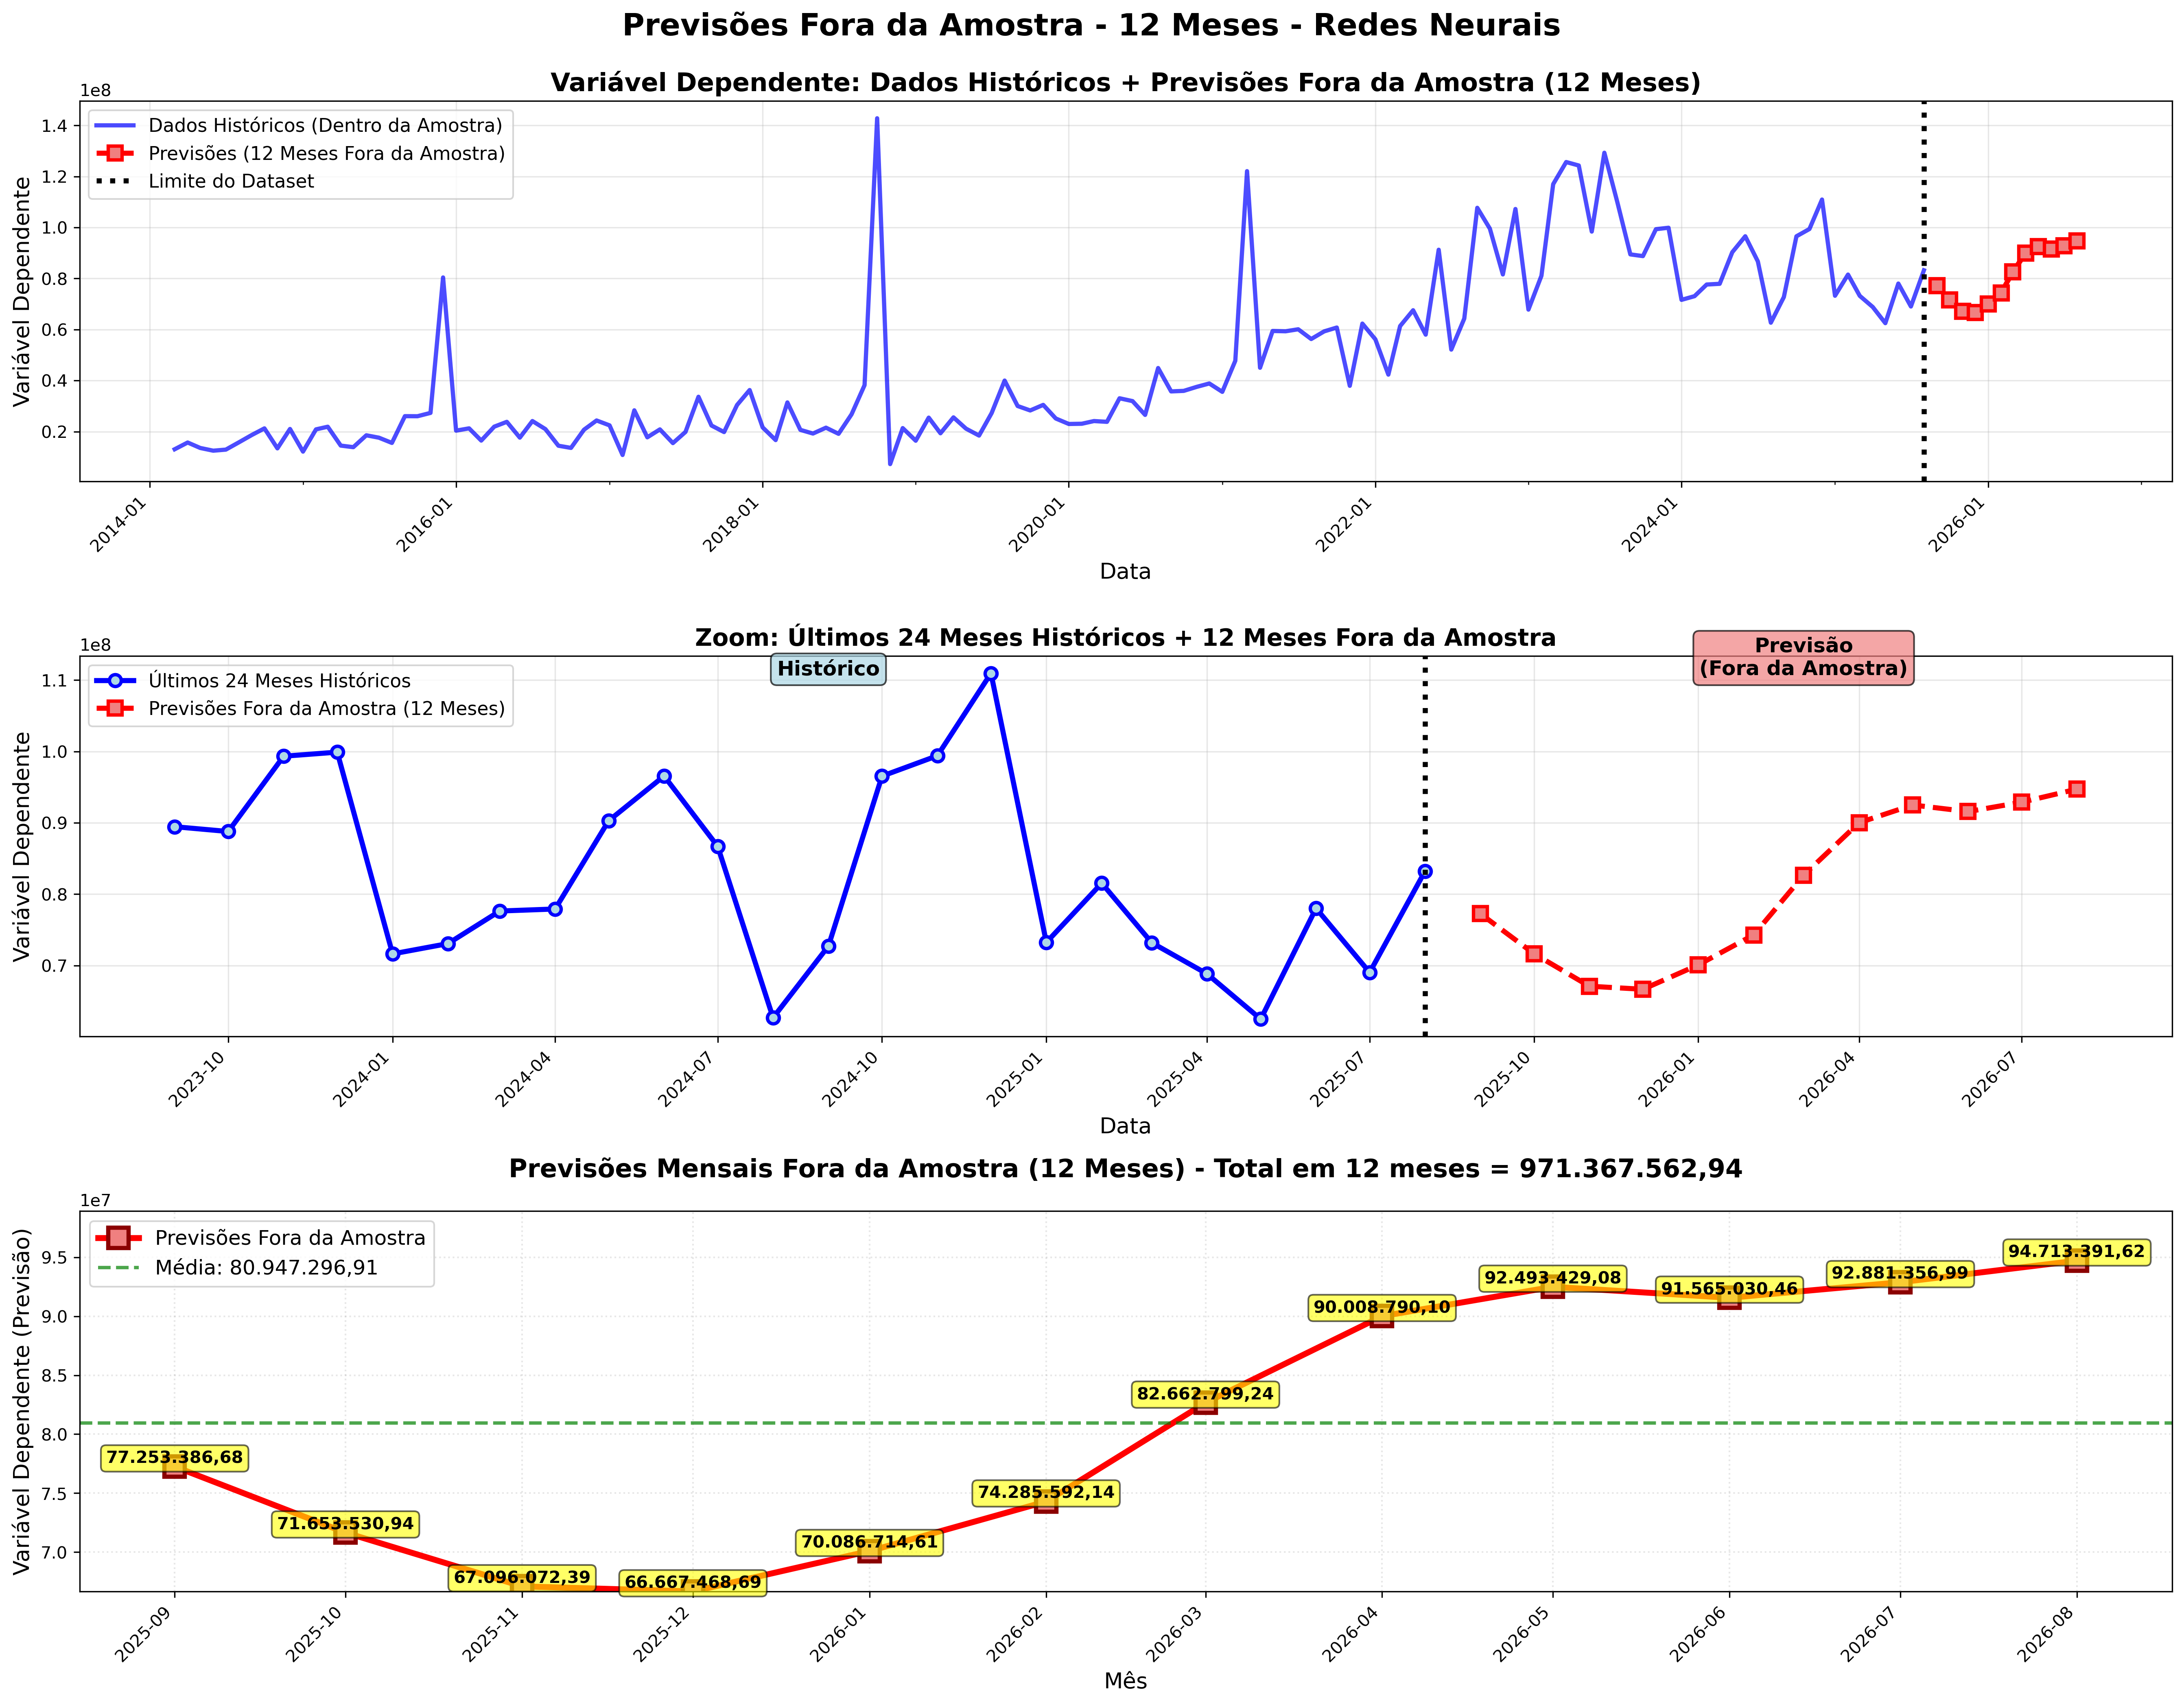 Previsões Fora da Amostra - 12 Meses - Redes Neurais
Variável Dependente: Dados Históricos + Previsões Fora da Amostra (12 Meses)
1e8
Dados Históricos (Dentro da Amostra)
Previsões (12 Meses Fora da Amostra)
Limite do Dataset
Variável Dependente
1.4
1.2
1.0
0.8
0.6
0.4
0.2
2014-01
2016-01
2018-01
2020-01
2022-01
2024-01
2026-01
Data
Zoom: Últimos 24 Meses Históricos + 12 Meses Fora da Amostra
1e8
Últimos 24 Meses Históricos
Previsões Fora da Amostra (12 Meses)
Histórico
Previsão
(Fora da Amostra)
Variável Dependente
1.1
1.0
0.9
0.8
0.7
2023-10
2024-01
2024-04
2024-07
2024-10
2025-01
2025-04
2025-07
2025-10
2026-01
2026-04
2026-07
Data
Previsões Mensais Fora da Amostra (12 Meses) - Total em 12 meses = 971.367.562,94
1e7
Previsões Fora da Amostra
Média: 80.947.296,91
Variável Dependente (Previsão)
9.5
9.0
8.5
8.0
7.5
7.0
77.253.386,68
71.653.530,94
67.096.072,39
66.667.468,69
70.086.714,61
74.285.592,14
82.662.799,24
90.008.790,10
92.493.429,08
91.565.030,46
92.881.356,99
94.713.391,62
2025-09
2025-10
2025-11
2025-12
2026-01
2026-02
2026-03
2026-04
2026-05
2026-06
2026-07
2026-08
Mês